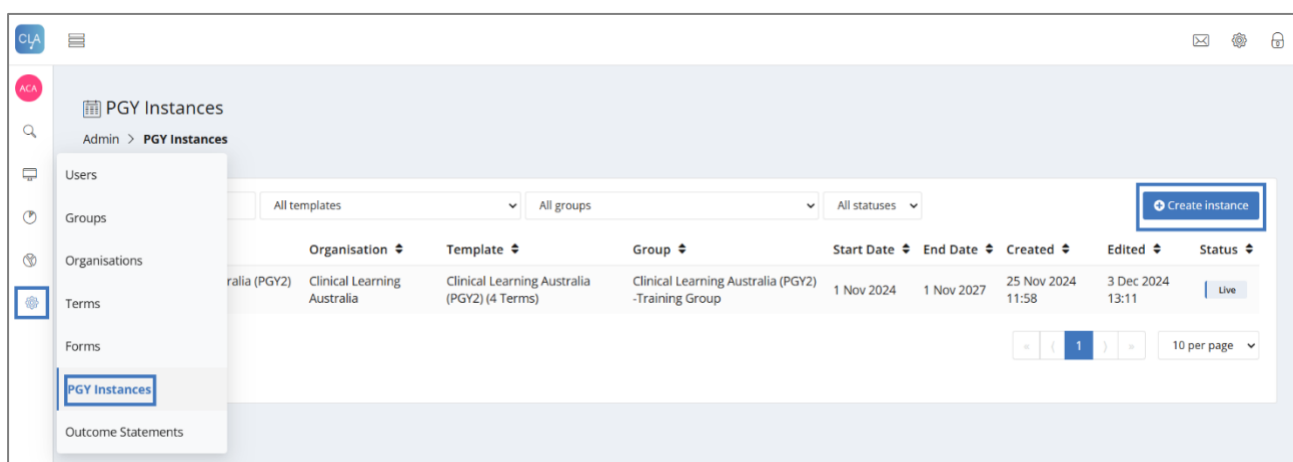 CLA
ACA
PGY Instances
Admin > PGY Instances
Users
Groups
Organisations
Terms
Forms
PGY Instances
Outcome Statements
All templates
All groups
All statuses
Create instance
Organisation
Template
Group
Start Date
End Date
Created
Edited
Status
ralia (PGY2)
Clinical Learning
Australia
Clinical Learning Australia
(PGY2) (4 Terms)
Clinical Learning Australia (PGY2)
-Training Group
1 Nov 2024
1 Nov 2027
25 Nov 2024
11:58
3 Dec 2024
13:11
Live
« ( 1 ) »
10 per page